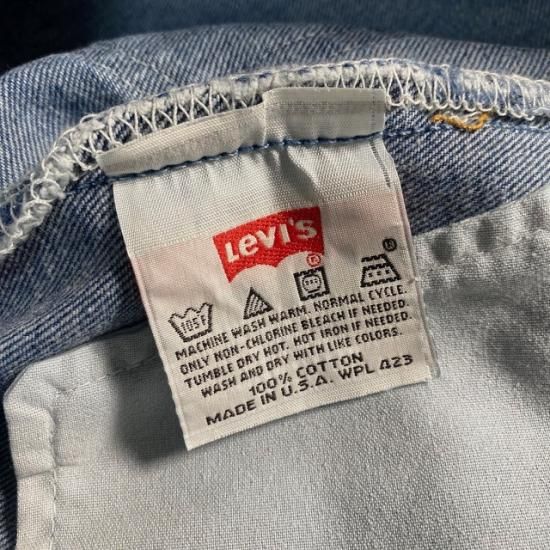 Levi's
®
105F ®
MACHINE WASH WARM. NORMAL CYCLE.
ONLY NON-CHLORINE BLEACH IF NEEDED.
TUMBLE DRY HOT. HOT IRON IF NEEDED.
WASH AND DRY WITH LIKE COLORS.
100% COTTON
MADE IN U.S.A. WPL 423